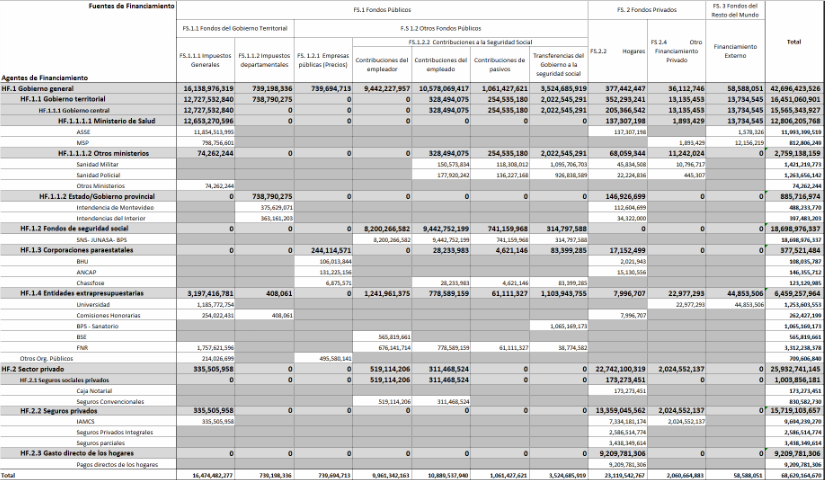 Fuentes de Financiamiento
F5.1 Fondos Públicos
F5. 2 Fondos Privados
F5. 3 Fondos del Resto del Mundo
Total
F5.1.1 Fondos del Gobierno Territorial
F.5 1.2 Otros Fondos Públicos
F5.1.1.1 Impuestos Generales
F5.1.1.2 Impuestos departamentales
F5. 1.2.1 Empresas públicas (Precios)
F5.1.2.2 Contribuciones a la Seguridad Social
F5.2.2 Hogares
F5.2.4 Otro Financiamiento Privado
Financiamiento Externo
Contribuciones del empleador
Contribuciones del empleado
Contribuciones de pasivos
Transferencias del Gobierno a la seguridad social
Agentes de Financiamiento
HF.1 Gobierno general 16,138,976,319 739,198,336 739,694,713 9,442,227,957 10,578,069,417 1,061,427,621 3,524,685,919 377,442,447 36,112,746 58,588,051 42,696,423,526
HF.1.1 Gobierno territorial 12,727,532,840 738,790,275 0 0 328,494,075 254,535,180 2,022,545,291 352,293,241 13,135,453 13,734,545 16,451,060,901
HF.1.1.1 Gobierno central 12,727,532,840 0 0 0 328,494,075 254,535,180 2,022,545,291 205,366,542 13,135,453 13,734,545 15,565,343,927
HF.1.1.1.1 Ministerio de Salud 12,653,270,596 0 0 0 0 0 0 137,307,198 1,893,429 13,734,545 12,806,205,768
ASSE 11,854,513,995 137,307,198 1,578,326 11,993,399,519
MSP 798,756,601 1,893,429 12,156,219 812,806,249
HF.1.1.1.2 Otros ministerios 74,262,244 0 0 0 328,494,075 254,535,180 2,022,545,291 68,059,344 11,242,024 0 2,759,138,159
Sanidad Militar 150,573,834 118,308,012 1,095,706,703 45,834,508 10,796,717 1,421,219,773
Sanidad Policial 177,920,242 136,227,168 926,838,589 22,224,836 445,307 1,263,656,142
Otros Ministerios 74,262,244 74,262,244
HF.1.1.2 Estado/Gobierno provincial 0 738,790,275 0 0 0 0 0 146,926,699 0 0 885,716,974
Intendencia de Montevideo 375,629,071 112,604,699 488,233,770
Intendencias del Interior 363,161,203 34,322,000 397,483,203
HF.1.2 Fondos de seguridad social 0 0 0 8,200,266,582 9,442,752,199 741,159,968 314,797,588 0 0 0 18,698,976,337
SNS- JUNASA- BPS 8,200,266,582 9,442,752,199 741,159,968 314,797,588 18,698,976,337
HF.1.3 Corporaciones paraestatales 0 0 244,114,571 0 28,233,983 4,621,146 83,399,285 17,152,499 0 0 377,521,484
BHU 106,013,844 2,021,943 108,035,787
ANCAP 131,225,156 15,130,556 146,355,712
Chassfose 6,875,571 28,233,983 4,621,146 83,399,285 123,129,985
HF.1.4 Entidades extrapresupuestarias 3,197,416,781 408,061 0 1,241,961,375 778,589,159 61,111,327 1,103,943,755 7,996,707 22,977,293 44,853,506 6,459,257,964
Universidad 1,185,772,754 22,977,293 44,853,506 1,253,603,553
Comisiones Honorarias 254,022,431 408,061 7,996,707 262,427,199
BPS - Sanatorio 1,065,169,173 1,065,169,173
BSE 565,819,661 565,819,661
FNR 1,757,621,596 676,141,714 778,589,159 61,111,327 38,774,582 3,312,238,378
Otros Org. Públicos 214,026,699 495,580,141 709,606,840
HF.2 Sector privado 335,505,958 0 0 519,114,206 311,468,524 0 0 22,742,100,319 2,024,552,137 0 25,932,741,145
HF.2.1 Seguros sociales privados 0 0 0 519,114,206 311,468,524 0 0 173,273,451 0 0 1,003,856,181
Caja Notarial 173,273,451 173,273,451
Seguros Convencionales 519,114,206 311,468,524 830,582,730
HF.2.2 Seguros privados 335,505,958 0 0 0 0 0 0 13,359,045,562 2,024,552,137 0 15,719,103,657
IAMCS 335,505,958 7,334,181,174 2,024,552,137 9,694,239,270
Seguros Privados Integrales 2,586,514,774 2,586,514,774
Seguros parciales 3,438,349,614 3,438,349,614
HF.2.3 Gasto directo de los hogares 0 0 0 0 0 0 0 9,209,781,306 0 0 9,209,781,306
Pagos directos de los hogares 9,209,781,306 9,209,781,306
Total 16,474,482,277 739,198,336 739,694,713 9,961,342,163 10,889,537,940 1,061,427,621 3,524,685,919 23,119,542,767 2,060,664,883 58,588,051 68,629,164,670